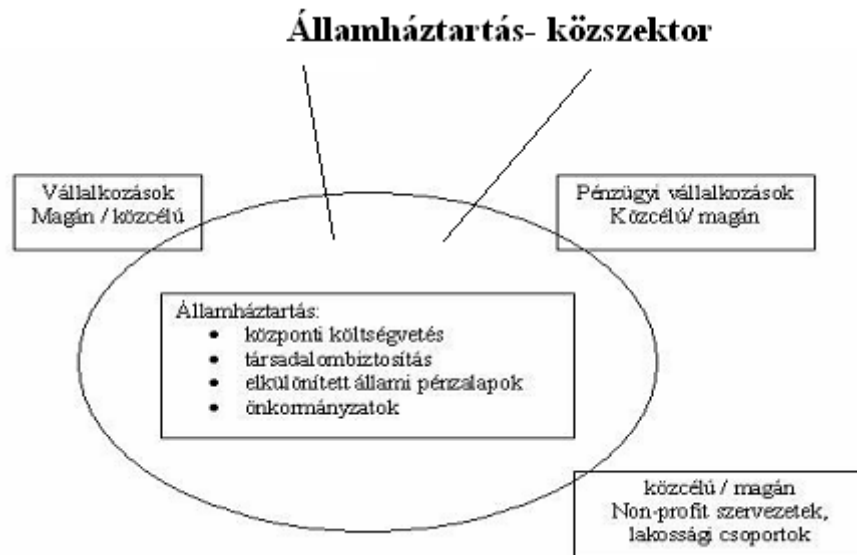 Államháztartás- közszektor
Vállalkozások
Magán / közcélú
Pénzügyi vállalkozások
Közcélú/ magán
Államháztartás:
• központi költségvetés
• társadalombiztosítás
• elkülönített állami pénzalapok
• önkormányzatok
közcélú / magán
Non-profit szervezetek,
lakossági csoportok